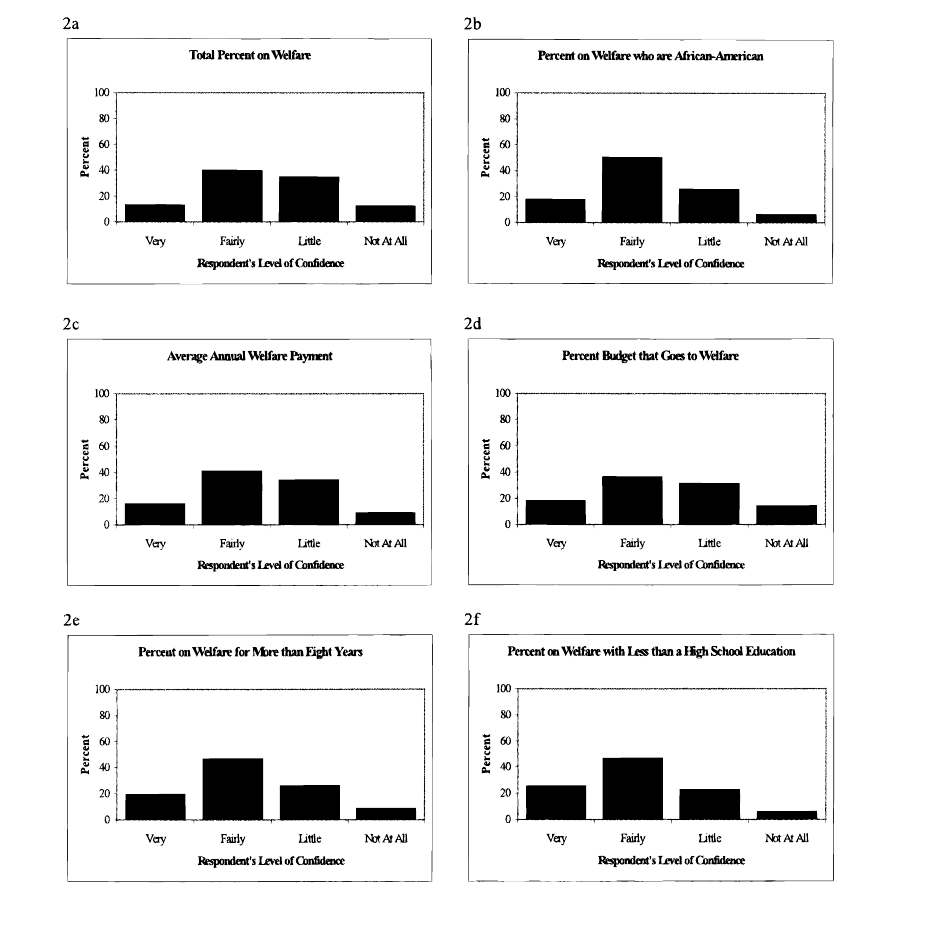 2a
Total Percent on Welfare
100
80
60
40
20
0
Percent
Very Fairly Little Not At All
Respondent's Level of Confidence
2b
Percent on Welfare who are African-American
100
80
60
40
20
0
Percent
Very Fairly Little Not At All
Respondent's Level of Confidence
2c
Average Annual Welfare Payment
100
80
60
40
20
0
Percent
Very Fairly Little Not At All
Respondent's Level of Confidence
2d
Percent Budget that Goes to Welfare
100
80
60
40
20
0
Percent
Very Fairly Little Not At All
Respondent's Level of Confidence
2e
Percent on Welfare for More than Eight Years
100
80
60
40
20
0
Percent
Very Fairly Little Not At All
Respondent's Level of Confidence
2f
Percent on Welfare with Less than a High School Education
100
80
60
40
20
0
Percent
Very Fairly Little Not At All
Respondent's Level of Confidence